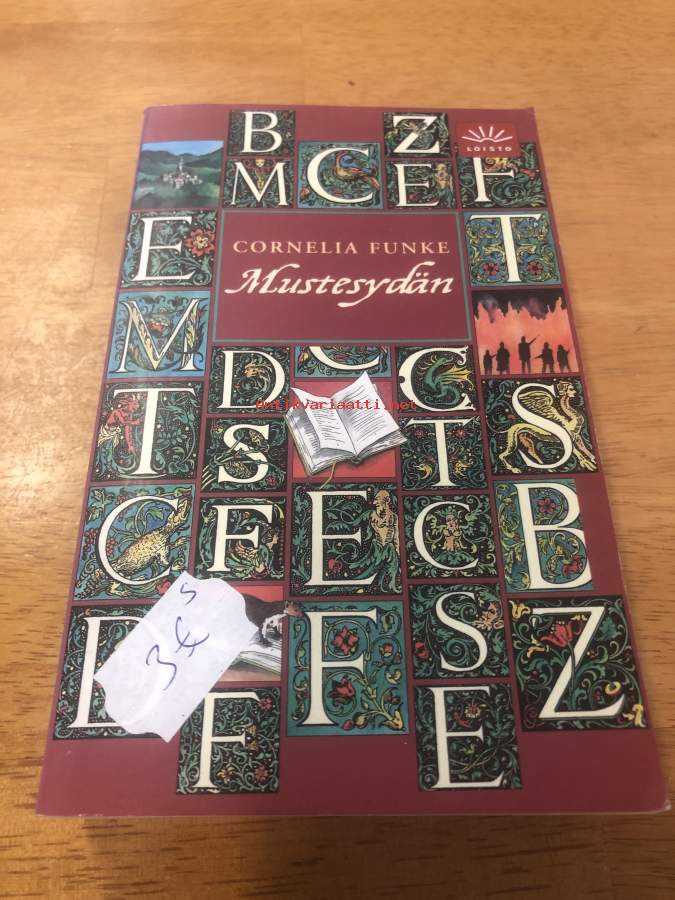 B Z
LOISTO
M C E F
E T
CORNELIA FUNKE
Mustesydän
M
D C C
antikvariaatti.net
T S T S
C F E C B
S
3€
F S Z
F E